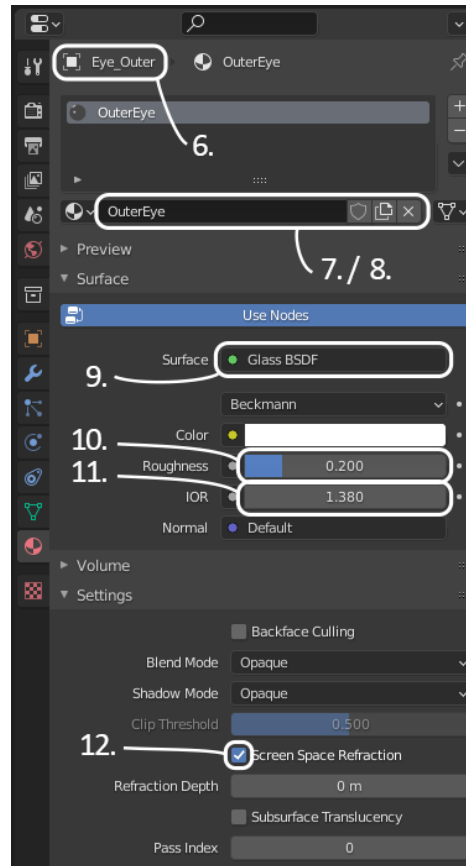 Eye_Outer OuterEye
OuterEye
6.
OuterEye
7./ 8.
Preview
Surface
Use Nodes
Surface Glass BSDF
9.
Beckmann
10. Color
11. Roughness 0.200
IOR 1.380
Normal Default
Volume
Settings
Backface Culling
Blend Mode Opaque
Shadow Mode Opaque
Clip Threshold 0.500
12. Screen Space Refraction
Refraction Depth 0 m
Subsurface Translucency
Pass Index 0